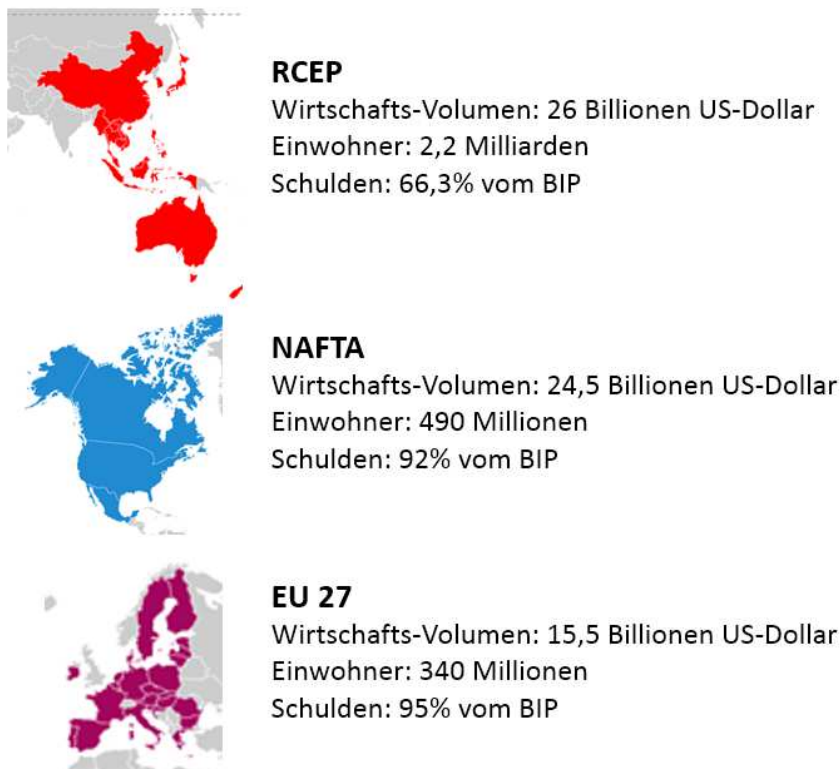 RCEP
Wirtschafts-Volumen: 26 Billionen US-Dollar
Einwohner: 2,2 Milliarden
Schulden: 66,3% vom BIP
NAFTA
Wirtschafts-Volumen: 24,5 Billionen US-Dollar
Einwohner: 490 Millionen
Schulden: 92% vom BIP
EU 27
Wirtschafts-Volumen: 15,5 Billionen US-Dollar
Einwohner: 340 Millionen
Schulden: 95% vom BIP